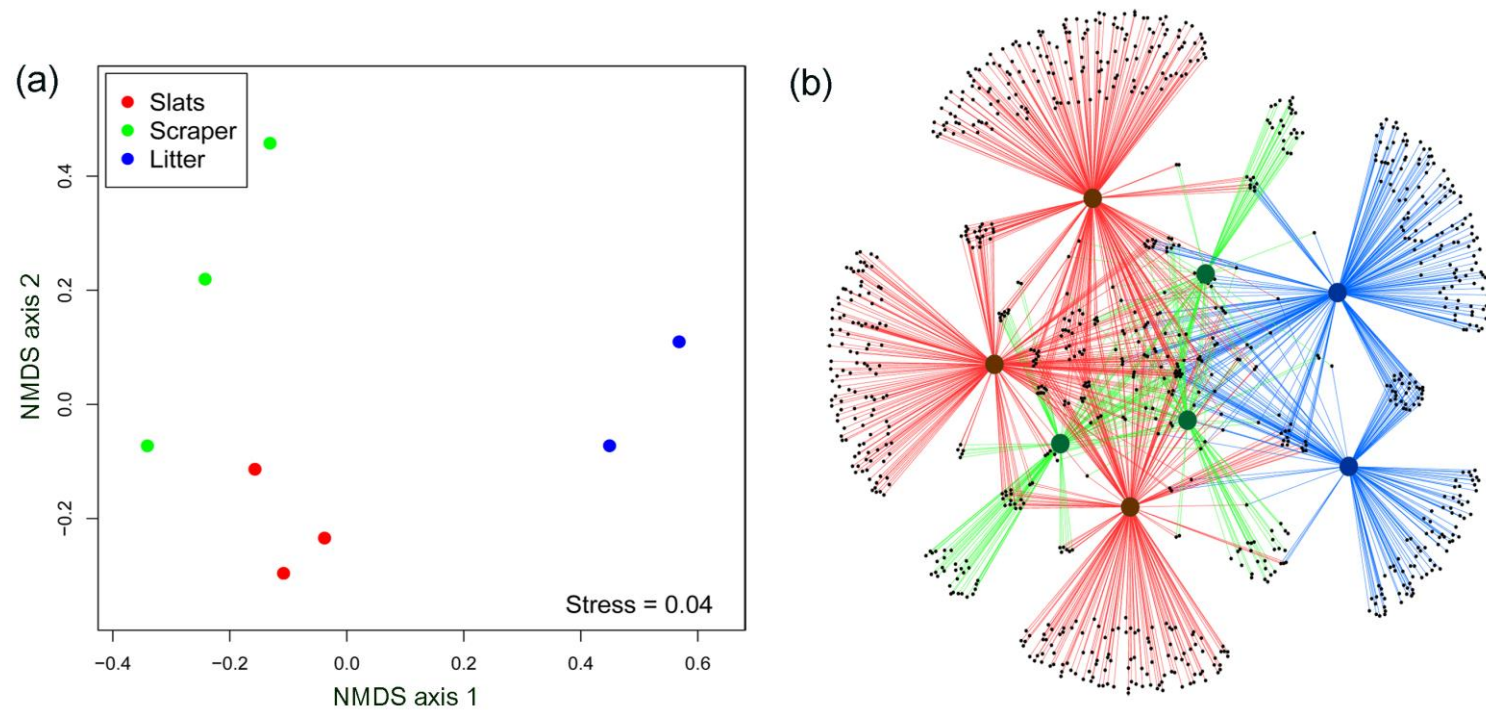 (a)
Slats
Scraper
Litter
NMDS axis 2
0.4
0.2
0.0
−0.2
Stress = 0.04
−0.4
−0.2
0.0
0.2
0.4
0.6
NMDS axis 1
(b)